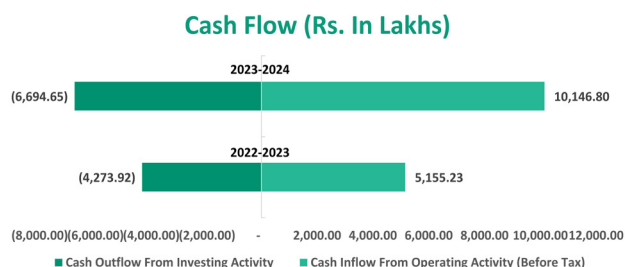 Cash Flow (Rs. In Lakhs)
2023-2024
(6,694.65) 10,146.80
2022-2023
(4,273.92) 5,155.23
(8,000.00)(6,000.00)(4,000.00)(2,000.00) - 2,000.00 4,000.00 6,000.00 8,000.00 10,000.0012,000.00
Cash Outflow From Investing Activity Cash Inflow From Operating Activity (Before Tax)